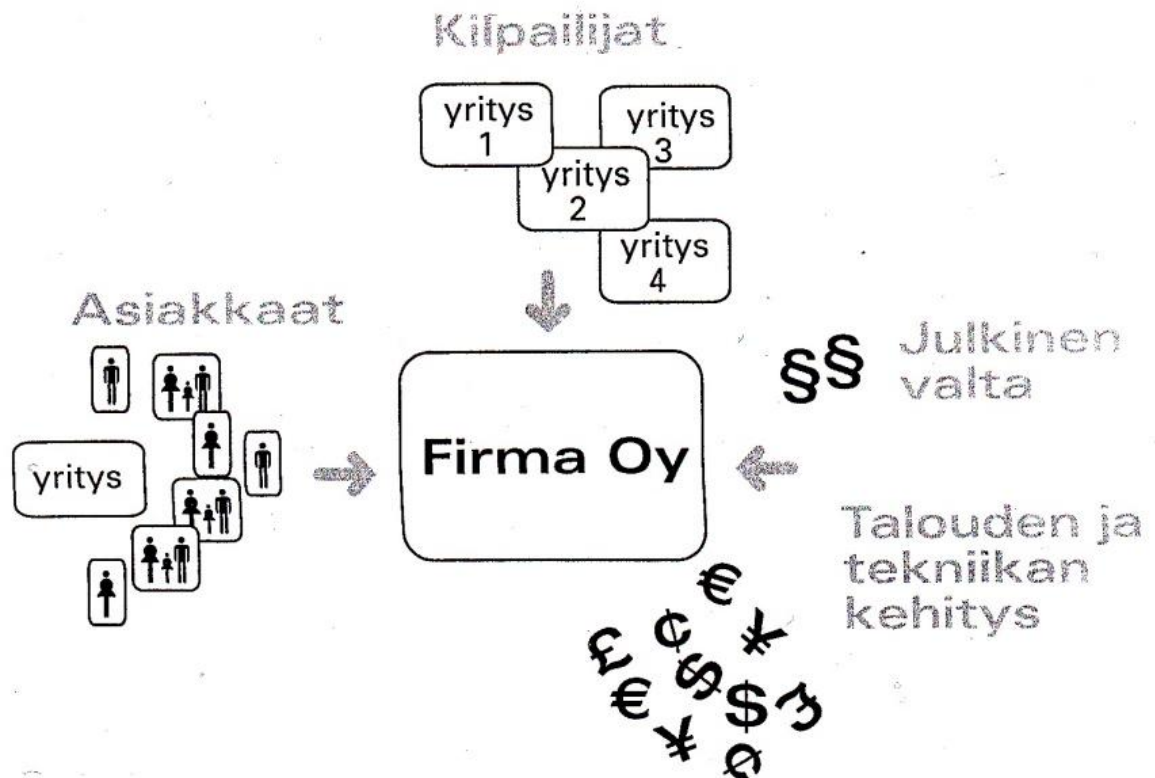 Kilpailijat
yritys
1
yritys
3
yritys
2
yritys
4
Asiakkaat
yritys
Firma Oy
§§
Julkinen
valta
Talouden ja
tekniikan
kehitys
€
¥
¢
£
$
€
$
£
¥
¢